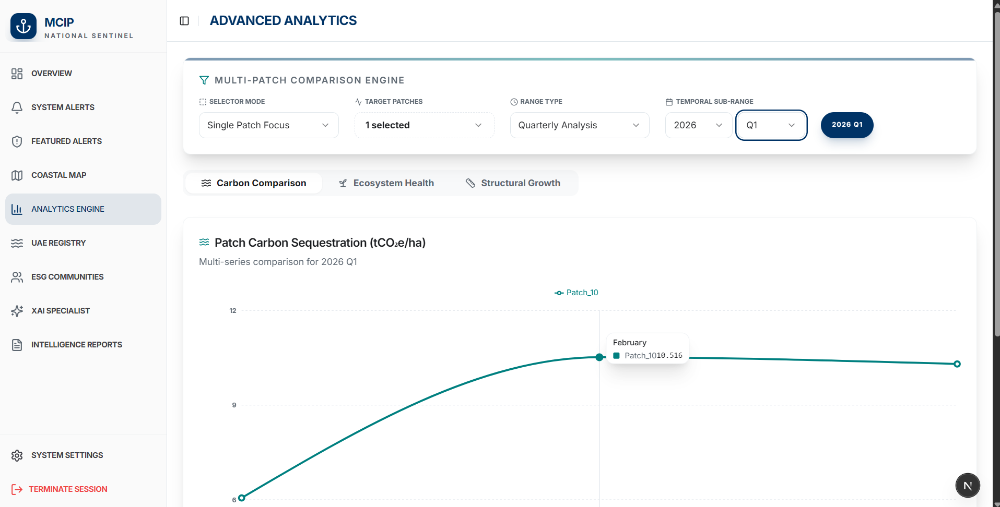 MCIP
NATIONAL SENTINEL
OVERVIEW
SYSTEM ALERTS
FEATURED ALERTS
COASTAL MAP
ANALYTICS ENGINE
UAE REGISTRY
ESG COMMUNITIES
XAI SPECIALIST
INTELLIGENCE REPORTS
SYSTEM SETTINGS
TERMINATE SESSION
ADVANCED ANALYTICS
MULTI-PATCH COMPARISON ENGINE
SELECTOR MODE
Single Patch Focus
TARGET PATCHES
1 selected
RANGE TYPE
Quarterly Analysis
TEMPORAL SUB-RANGE
2026
Q1
2026 Q1
Carbon Comparison
Ecosystem Health
Structural Growth
Patch Carbon Sequestration (tCO₂e/ha)
Multi-series comparison for 2026 Q1
Patch_10
12
February
Patch_1010.516
9
6
N